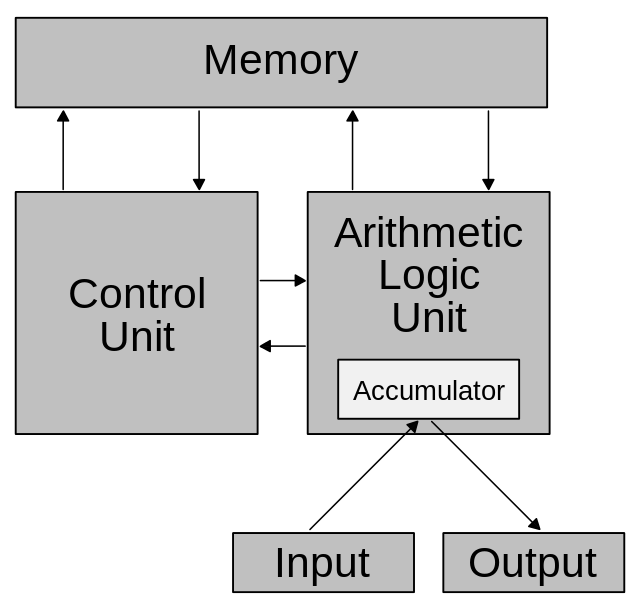 Memory
Control
Unit
Arithmetic
Logic
Unit
Accumulator
Input
Output